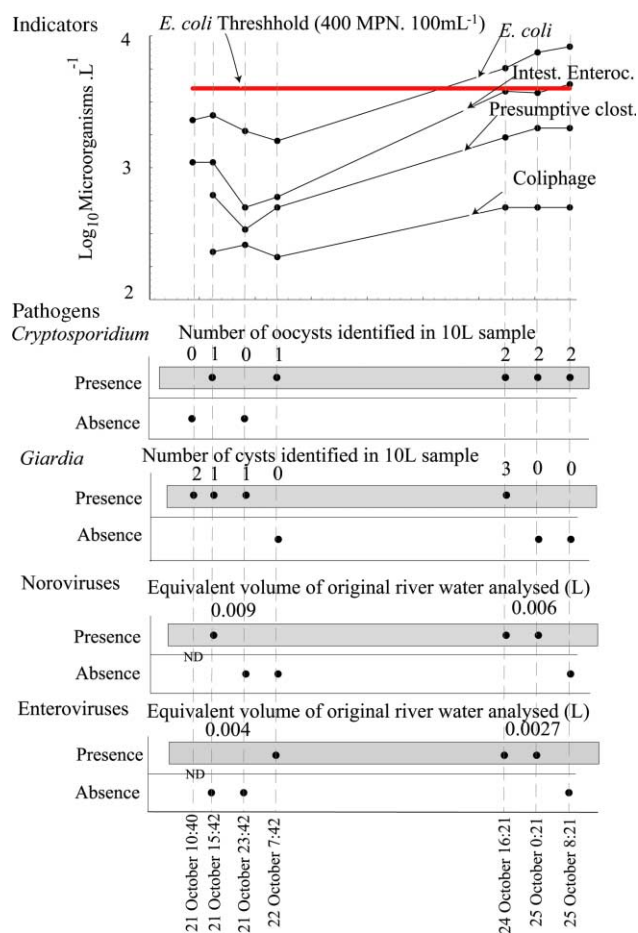 Indicators
E. coli Threshhold (400 MPN. 100mL-1)
E. coli
Intest. Enteroc.
Presumptive clost.
Coliphage
Log10Microorganisms .L-1
4
3
2
Pathogens
Cryptosporidium
Number of oocysts identified in 10L sample
0 1 0 1 2 2 2
Presence
Absence
Giardia
Number of cysts identified in 10L sample
2 1 1 0 3 0 0
Presence
Absence
Noroviruses
Equivalent volume of original river water analysed (L)
0.009 0.006
Presence
ND
Absence
Enteroviruses
Equivalent volume of original river water analysed (L)
0.004 0.0027
Presence
ND
Absence
21 October 10:40
21 October 15:42
21 October 23:42
22 October 7:42
24 October 16:21
25 October 0:21
25 October 8:21